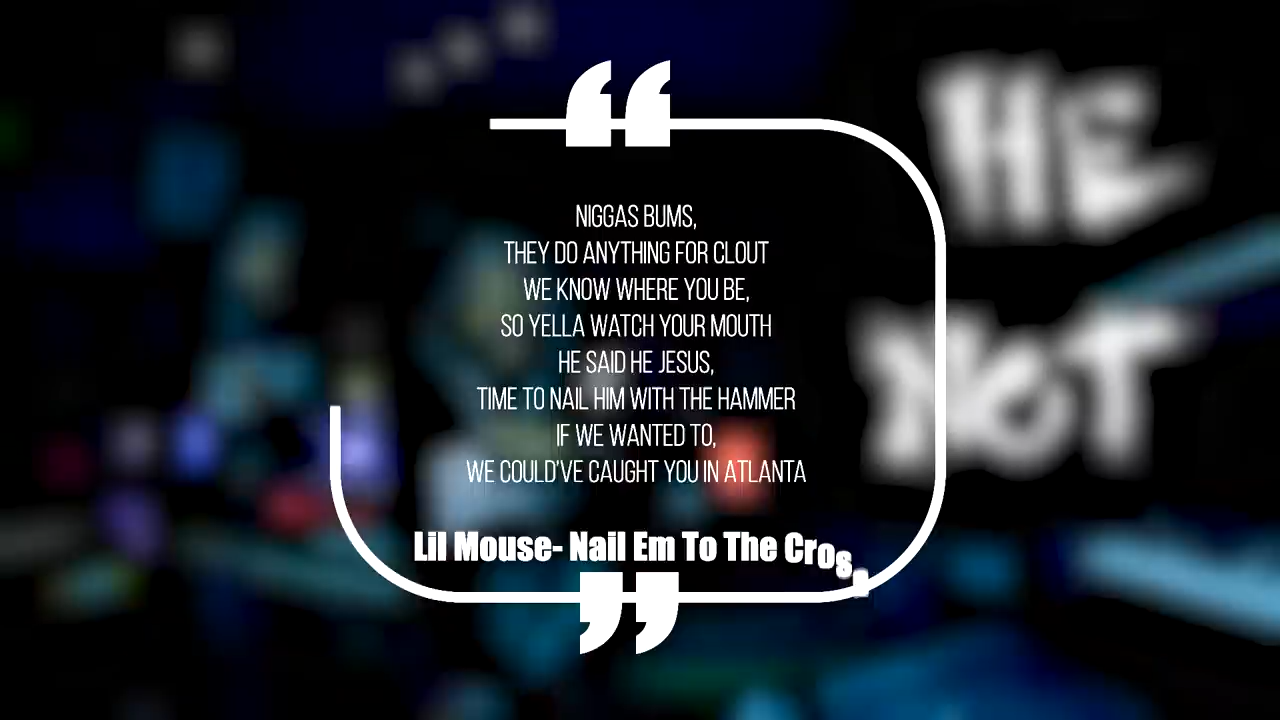 NIGGAS BUMS,
THEY DO ANYTHING FOR CLOUT
WE KNOW WHERE YOU BE,
SO YELLA WATCH YOUR MOUTH
HE SAID HE JESUS,
TIME TO NAIL HIM WITH THE HAMMER
IF WE WANTED TO,
WE COULD'VE CAUGHT YOU IN ATLANTA
Lil Mouse- Nail Em To The Cross
HE
NOT